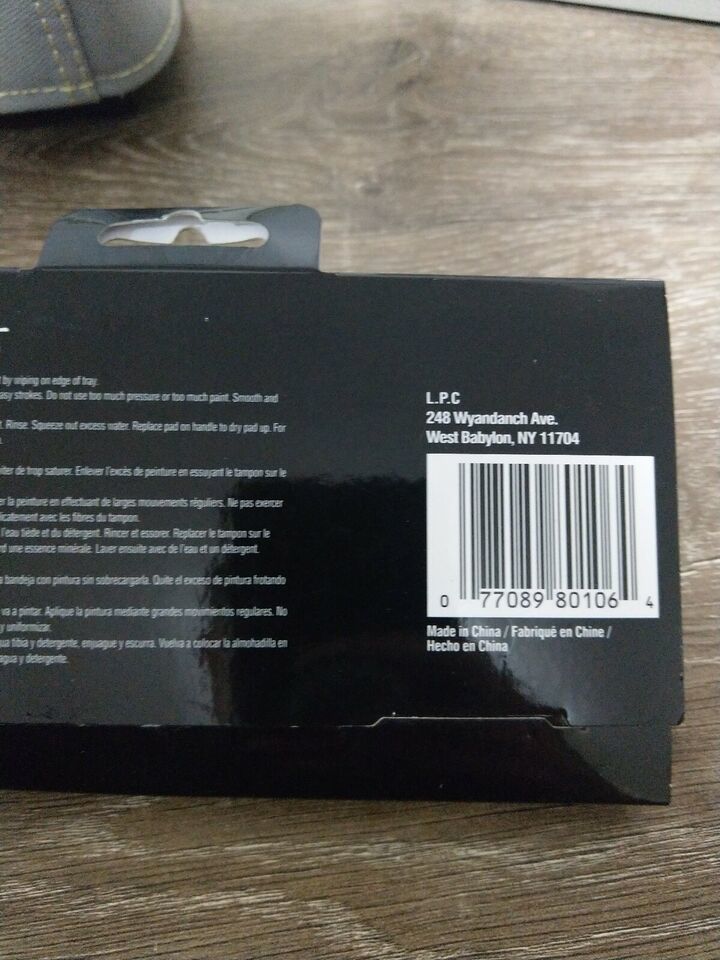 t by wiping on edge of tray.
asy strokes. Do not use too much pressure or too much paint. Smooth and
t. Rinse. Squeeze out excess water. Replace pad on handle to dry pad up. For
iter de trop saturer. Enlever l'excès de peinture en essuyant le tampon sur le
er la peinture en effectuant de larges mouvements réguliers. Ne pas exercer
licatement avec les fibres du tampon.
l'eau tiède et du détergent. Rincer et essorer. Replacer le tampon sur le
rd une essence minérale. Laver ensuite avec de l'eau et un détergent.
a bandeja con pintura sin sobrecargarla. Quite el exceso de pintura frotando
va a pintar. Aplique la pintura mediante grandes movimientos regulares. No
y uniformizar.
ua tibia y detergente, enjuague y escurra. Vuelva a colocar la almohadilla en
agua y detergente.
L.P.C
248 Wyandanch Ave.
West Babylon, NY 11704
0 77089 80106 4
Made in China / Fabriqué en Chine /
Hecho en China